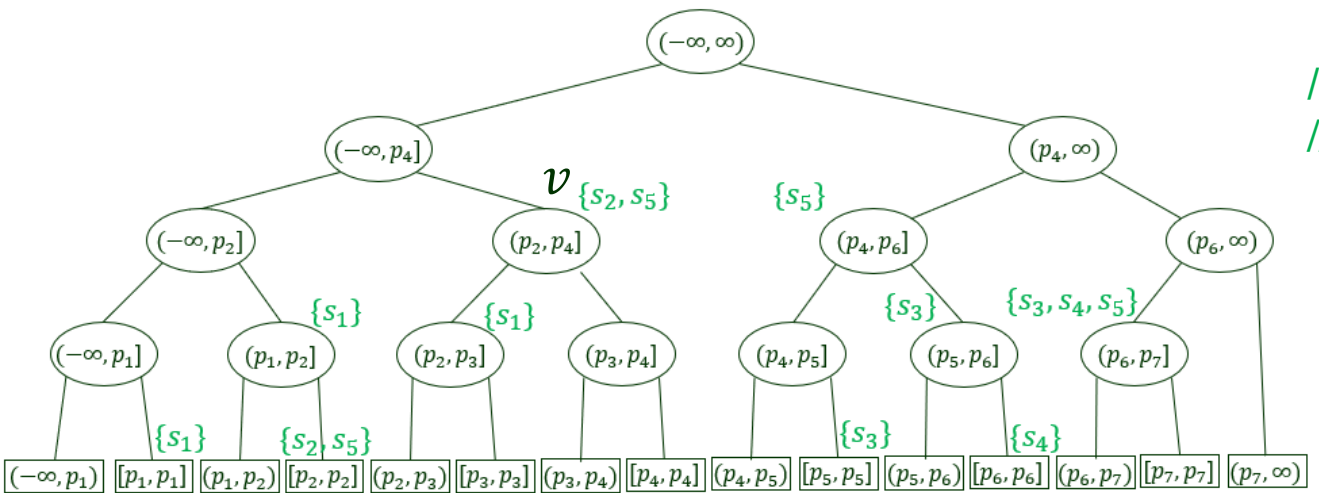 (−∞, ∞)
(−∞, p₄] (p₄, ∞)
v {s₂, s₅} {s₅}
(−∞, p₂] (p₂, p₄] (p₄, p₆] (p₆, ∞)
{s₁} {s₁} {s₃} {s₃, s₄, s₅}
(−∞, p₁] (p₁, p₂] (p₂, p₃] (p₃, p₄] (p₄, p₅] (p₅, p₆] (p₆, p₇]
{s₁} {s₂, s₅} {s₃} {s₄}
(−∞, p₁) [p₁, p₁] (p₁, p₂) [p₂, p₂] (p₂, p₃) [p₃, p₃] (p₃, p₄) [p₄, p₄] (p₄, p₅) [p₅, p₅] (p₅, p₆) [p₆, p₆] (p₆, p₇) [p₇, p₇] (p₇, ∞)